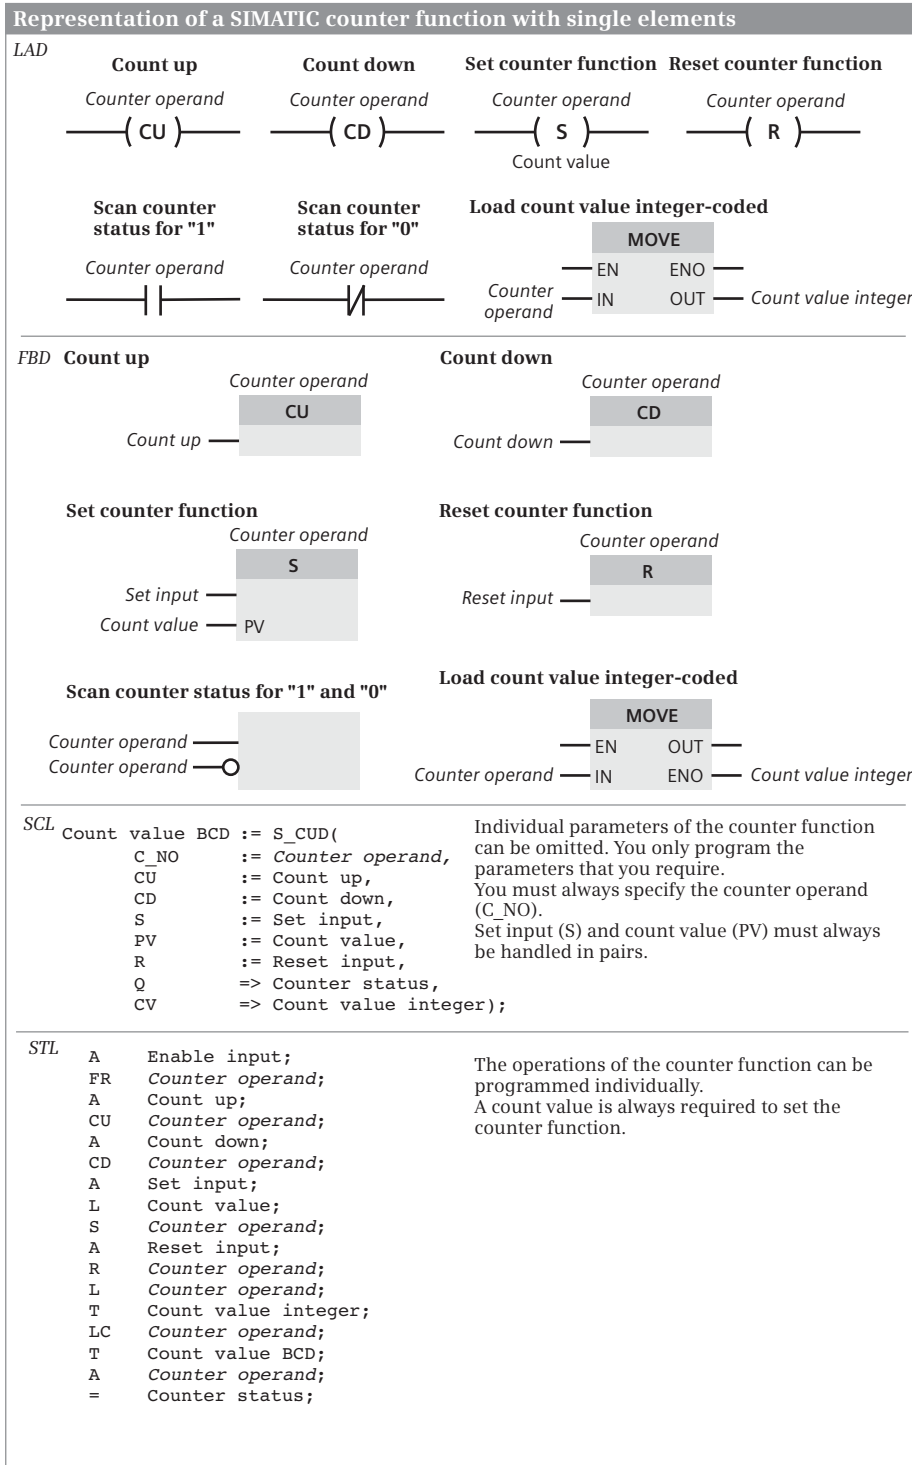 Representation of a SIMATIC counter function with single elements
LAD
Count up
Count down
Set counter function
Reset counter function
Counter operand
Counter operand
Counter operand
Counter operand
CU
CD
S
R
Count value
Scan counter
status for "1"
Scan counter
status for "0"
Load count value integer-coded
MOVE
Counter operand
Counter operand
EN ENO
Counter
operand
IN OUT
Count value integer
FBD
Count up
Count down
Counter operand
Counter operand
CU
CD
Count up
Count down
Set counter function
Reset counter function
Counter operand
Counter operand
S
R
Set input
Reset input
Count value
PV
Scan counter status for "1" and "0"
Load count value integer-coded
MOVE
Counter operand
EN OUT
Counter operand
Counter operand
IN ENO
Count value integer
SCL
Count value BCD := S_CUD(
C_NO := Counter operand,
CU := Count up,
CD := Count down,
S := Set input,
PV := Count value,
R := Reset input,
Q => Counter status,
CV => Count value integer);
Individual parameters of the counter function
can be omitted. You only program the
parameters that you require.
You must always specify the counter operand
(C_NO).
Set input (S) and count value (PV) must always
be handled in pairs.
STL
A Enable input;
FR Counter operand;
A Count up;
CU Counter operand;
A Count down;
CD Counter operand;
A Set input;
L Count value;
S Counter operand;
A Reset input;
R Counter operand;
L Counter operand;
T Count value integer;
LC Counter operand;
T Count value BCD;
A Counter operand;
= Counter status;
The operations of the counter function can be
programmed individually.
A count value is always required to set the
counter function.